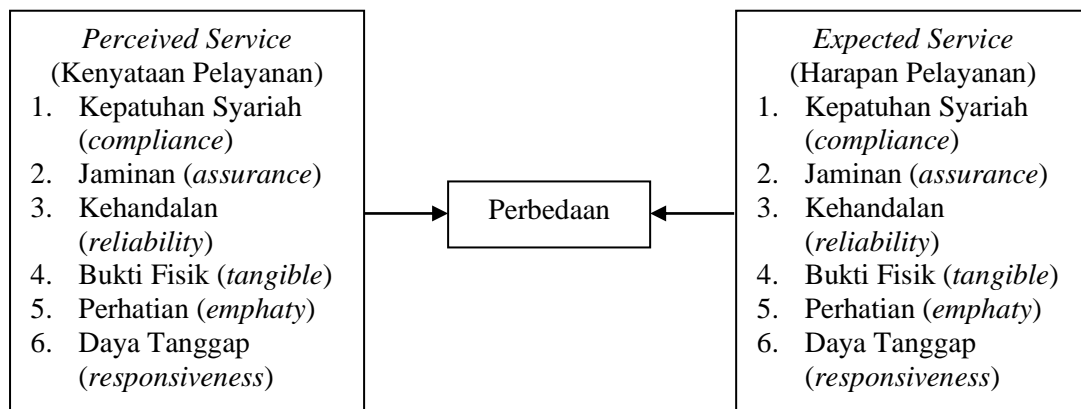 Perceived Service
(Kenyataan Pelayanan)
1. Kepatuhan Syariah
(compliance)
2. Jaminan (assurance)
3. Kehandalan
(reliability)
4. Bukti Fisik (tangible)
5. Perhatian (emphaty)
6. Daya Tanggap
(responsiveness)
Perbedaan
Expected Service
(Harapan Pelayanan)
1. Kepatuhan Syariah
(compliance)
2. Jaminan (assurance)
3. Kehandalan
(reliability)
4. Bukti Fisik (tangible)
5. Perhatian (emphaty)
6. Daya Tanggap
(responsiveness)